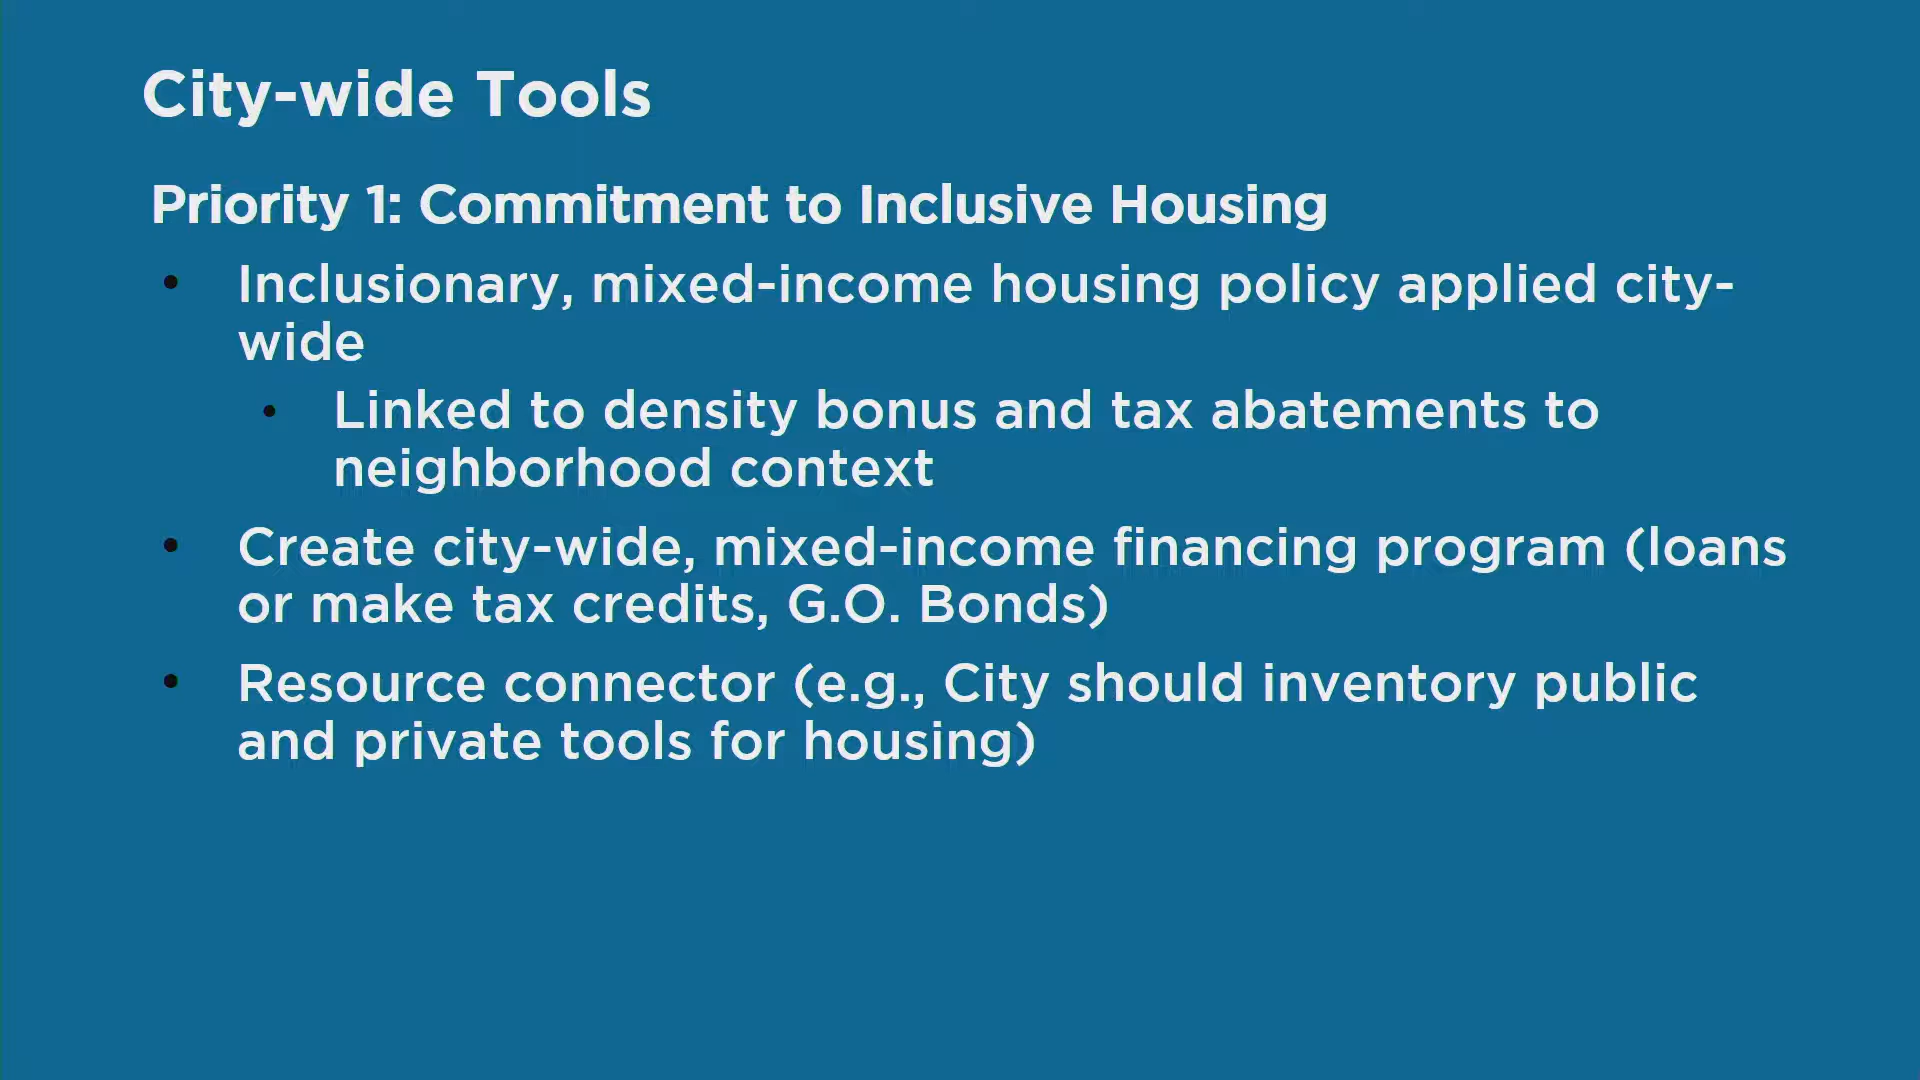 City-wide Tools
Priority 1: Commitment to Inclusive Housing
• Inclusionary, mixed-income housing policy applied city-
wide
• Linked to density bonus and tax abatements to
neighborhood context
• Create city-wide, mixed-income financing program (loans
or make tax credits, G.O. Bonds)
• Resource connector (e.g., City should inventory public
and private tools for housing)